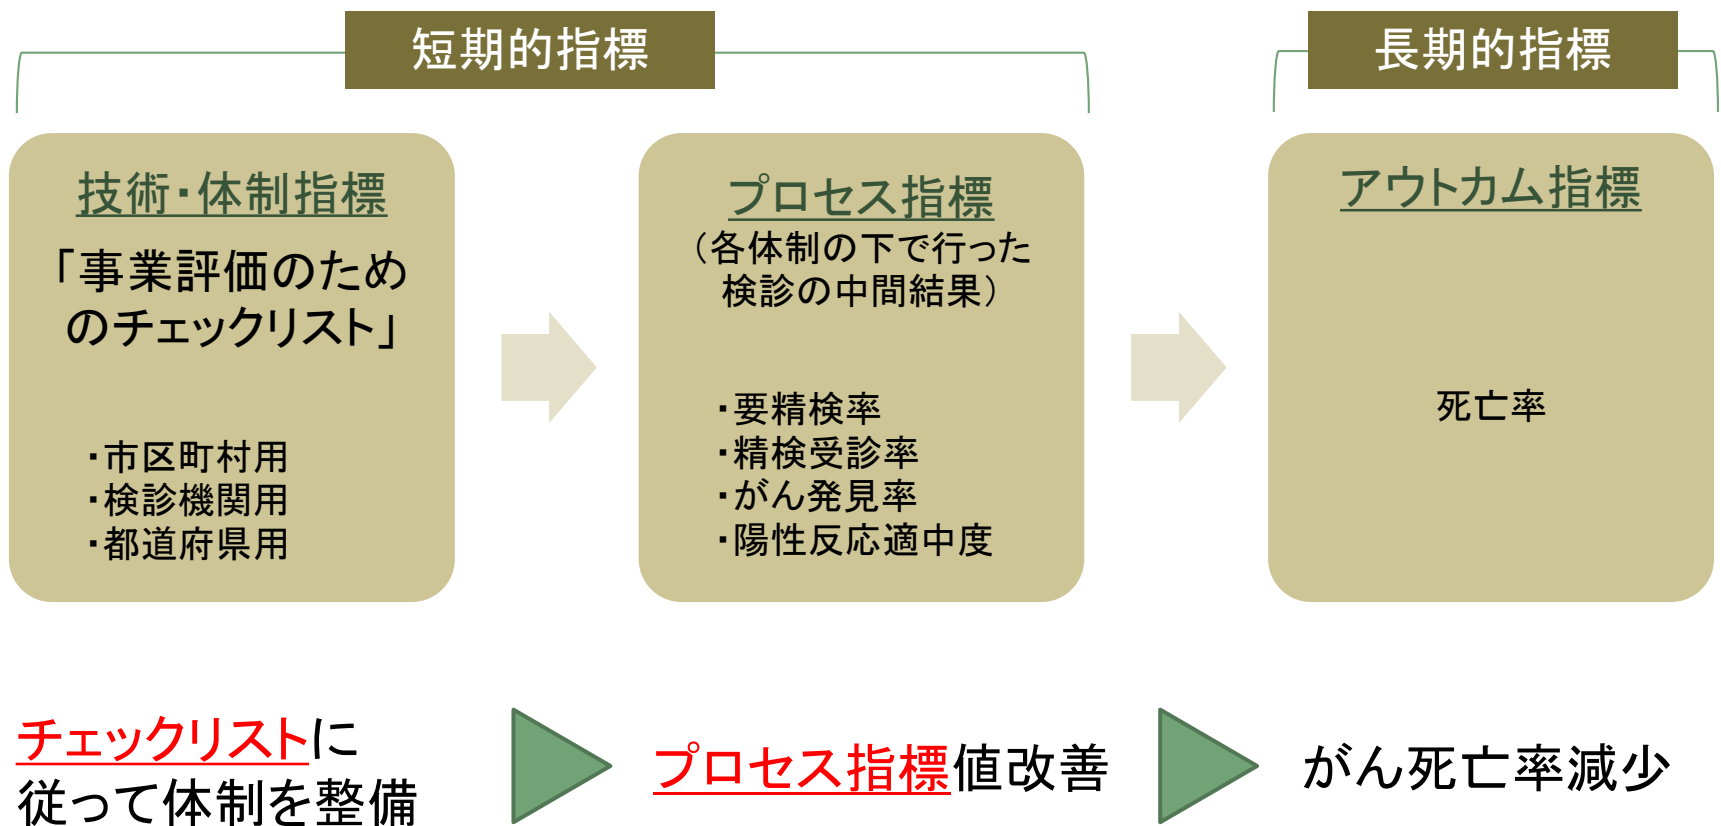 短期的指標
長期的指標
技術・体制指標
「事業評価のため
のチェックリスト」
・市区町村用
・検診機関用
・都道府県用
プロセス指標
（各体制の下で行った
検診の中間結果）
・要精検率
・精検受診率
・がん発見率
・陽性反応適中度
アウトカム指標
死亡率
チェックリストに
従って体制を整備
プロセス指標値改善
がん死亡率減少